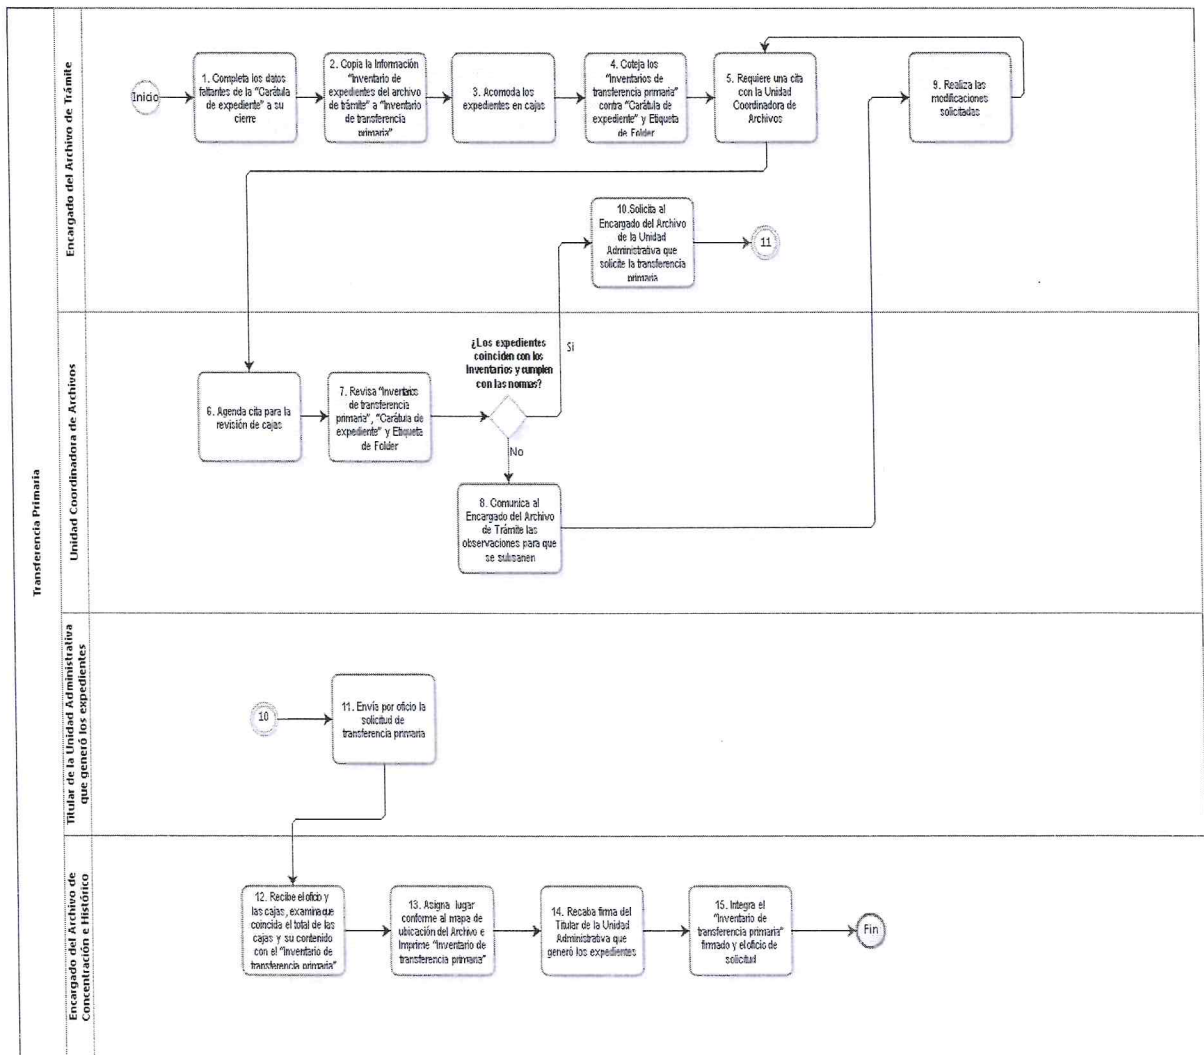 Transferencia Primaria
Encargado del Archivo de Trámite
Inicio
1. Completa los datos
faltantes de la "Carátula
de expediente" a su
cierre
2. Copia la Información
"Inventario de
expedientes del archivo
de trámite" a "Inventario
de transferencia
primaria"
3. Acomoda los
expedientes en cajas
4. Coteja los
"Inventarios de
transferencia primaria"
contra "Carátula de
expediente" y Etiqueta
de Folder
5. Requiere una cita
con la Unidad
Coordinadora de
Archivos
9. Realiza las
modificaciones
solicitadas
10.Solicita al
Encargado del Archivo
de la Unidad
Administrativa que
solicite la transferencia
primaria
11
Unidad Coordinadora de Archivos
6. Agenda cita para la
revisión de cajas
7. Revisa "Inventarios
de transferencia
primaria", "Carátula de
expediente" y Etiqueta
de Folder
¿Los expedientes
coinciden con los
Inventarios y cumplen
con las normas?
Si
No
8. Comunica al
Encargado del Archivo
de Trámite las
observaciones para que
se subsanen
Titular de la Unidad Administrativa
que generó los expedientes
10
11. Envía por oficio la
solicitud de
transferencia primaria
Encargado del Archivo de
Concentración e Histórico
12. Recibe el oficio y
las cajas, examina que
coincida el total de las
cajas y su contenido
con el "Inventario de
transferencia primaria"
13. Asigna lugar
conforme al mapa de
ubicación del Archivo e
Imprime "Inventario de
transferencia primaria"
14. Recaba firma del
Titular de la Unidad
Administrativa que
generó los expedientes
15. Integra el
"Inventario de
transferencia primaria"
firmado y el oficio de
solicitud
Fin